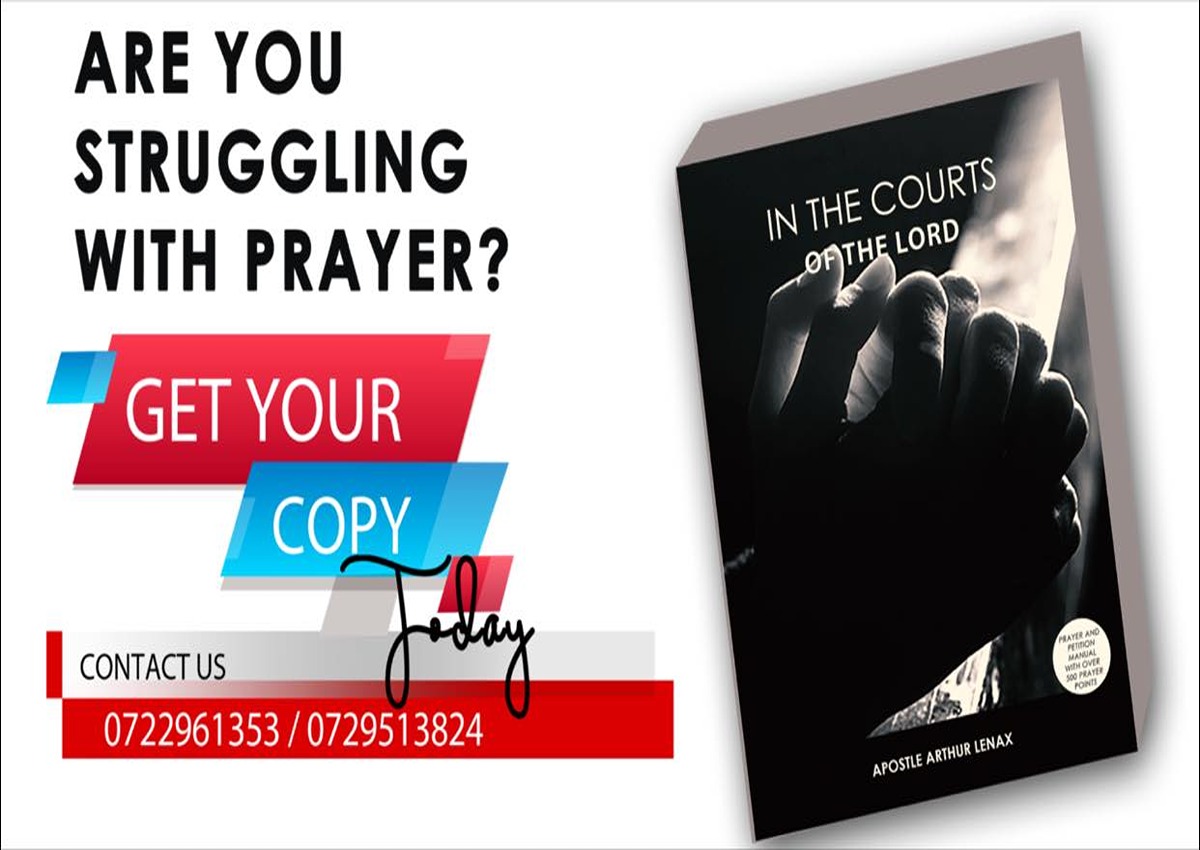 ARE YOU
STRUGGLING
WITH PRAYER?
GET YOUR
COPY
Today
CONTACT US
0722961353 / 0729513824
IN THE COURTS
OF THE LORD
PRAYER AND
PETITION
MANUAL
WITH OVER
500 PRAYER
POINTS
APOSTLE ARTHUR LENAX